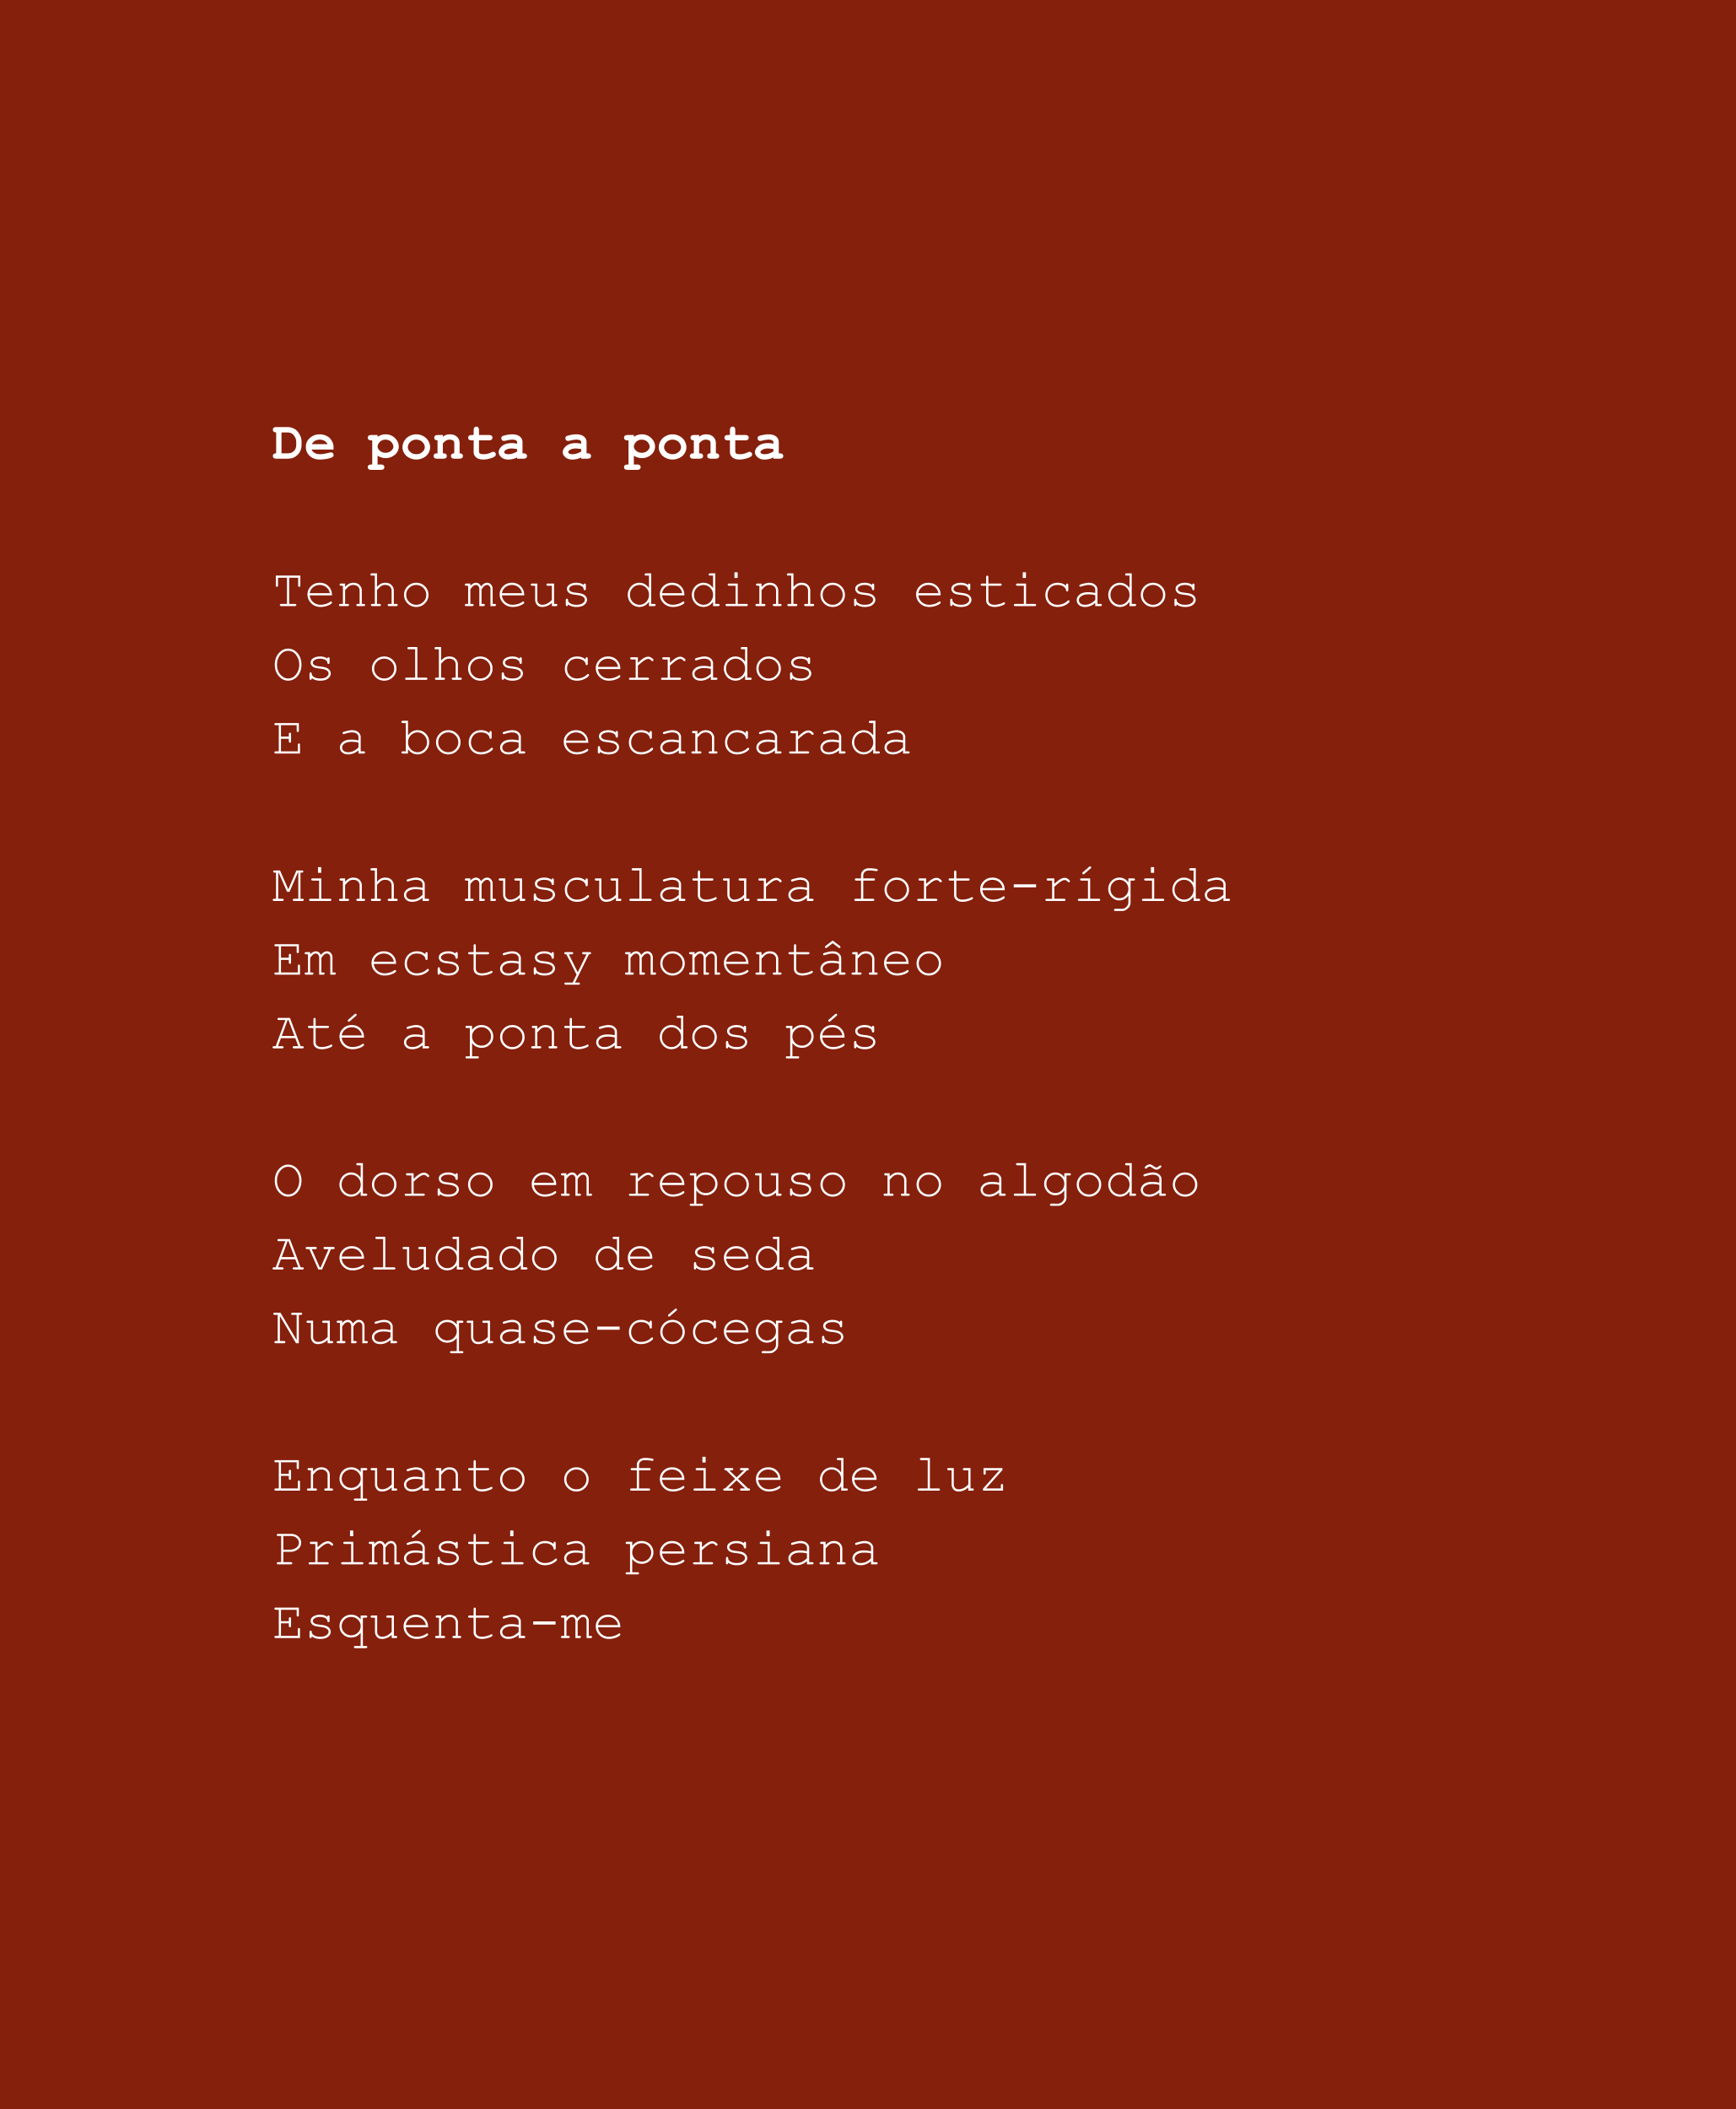 De ponta a ponta
Tenho meus dedinhos esticados
Os olhos cerrados
E a boca escancarada
Minha musculatura forte-rígida
Em ecstasy momentâneo
Até a ponta dos pés
O dorso em repouso no algodão
Aveludado de seda
Numa quase-cócegas
Enquanto o feixe de luz
Primástica persiana
Esquenta-me